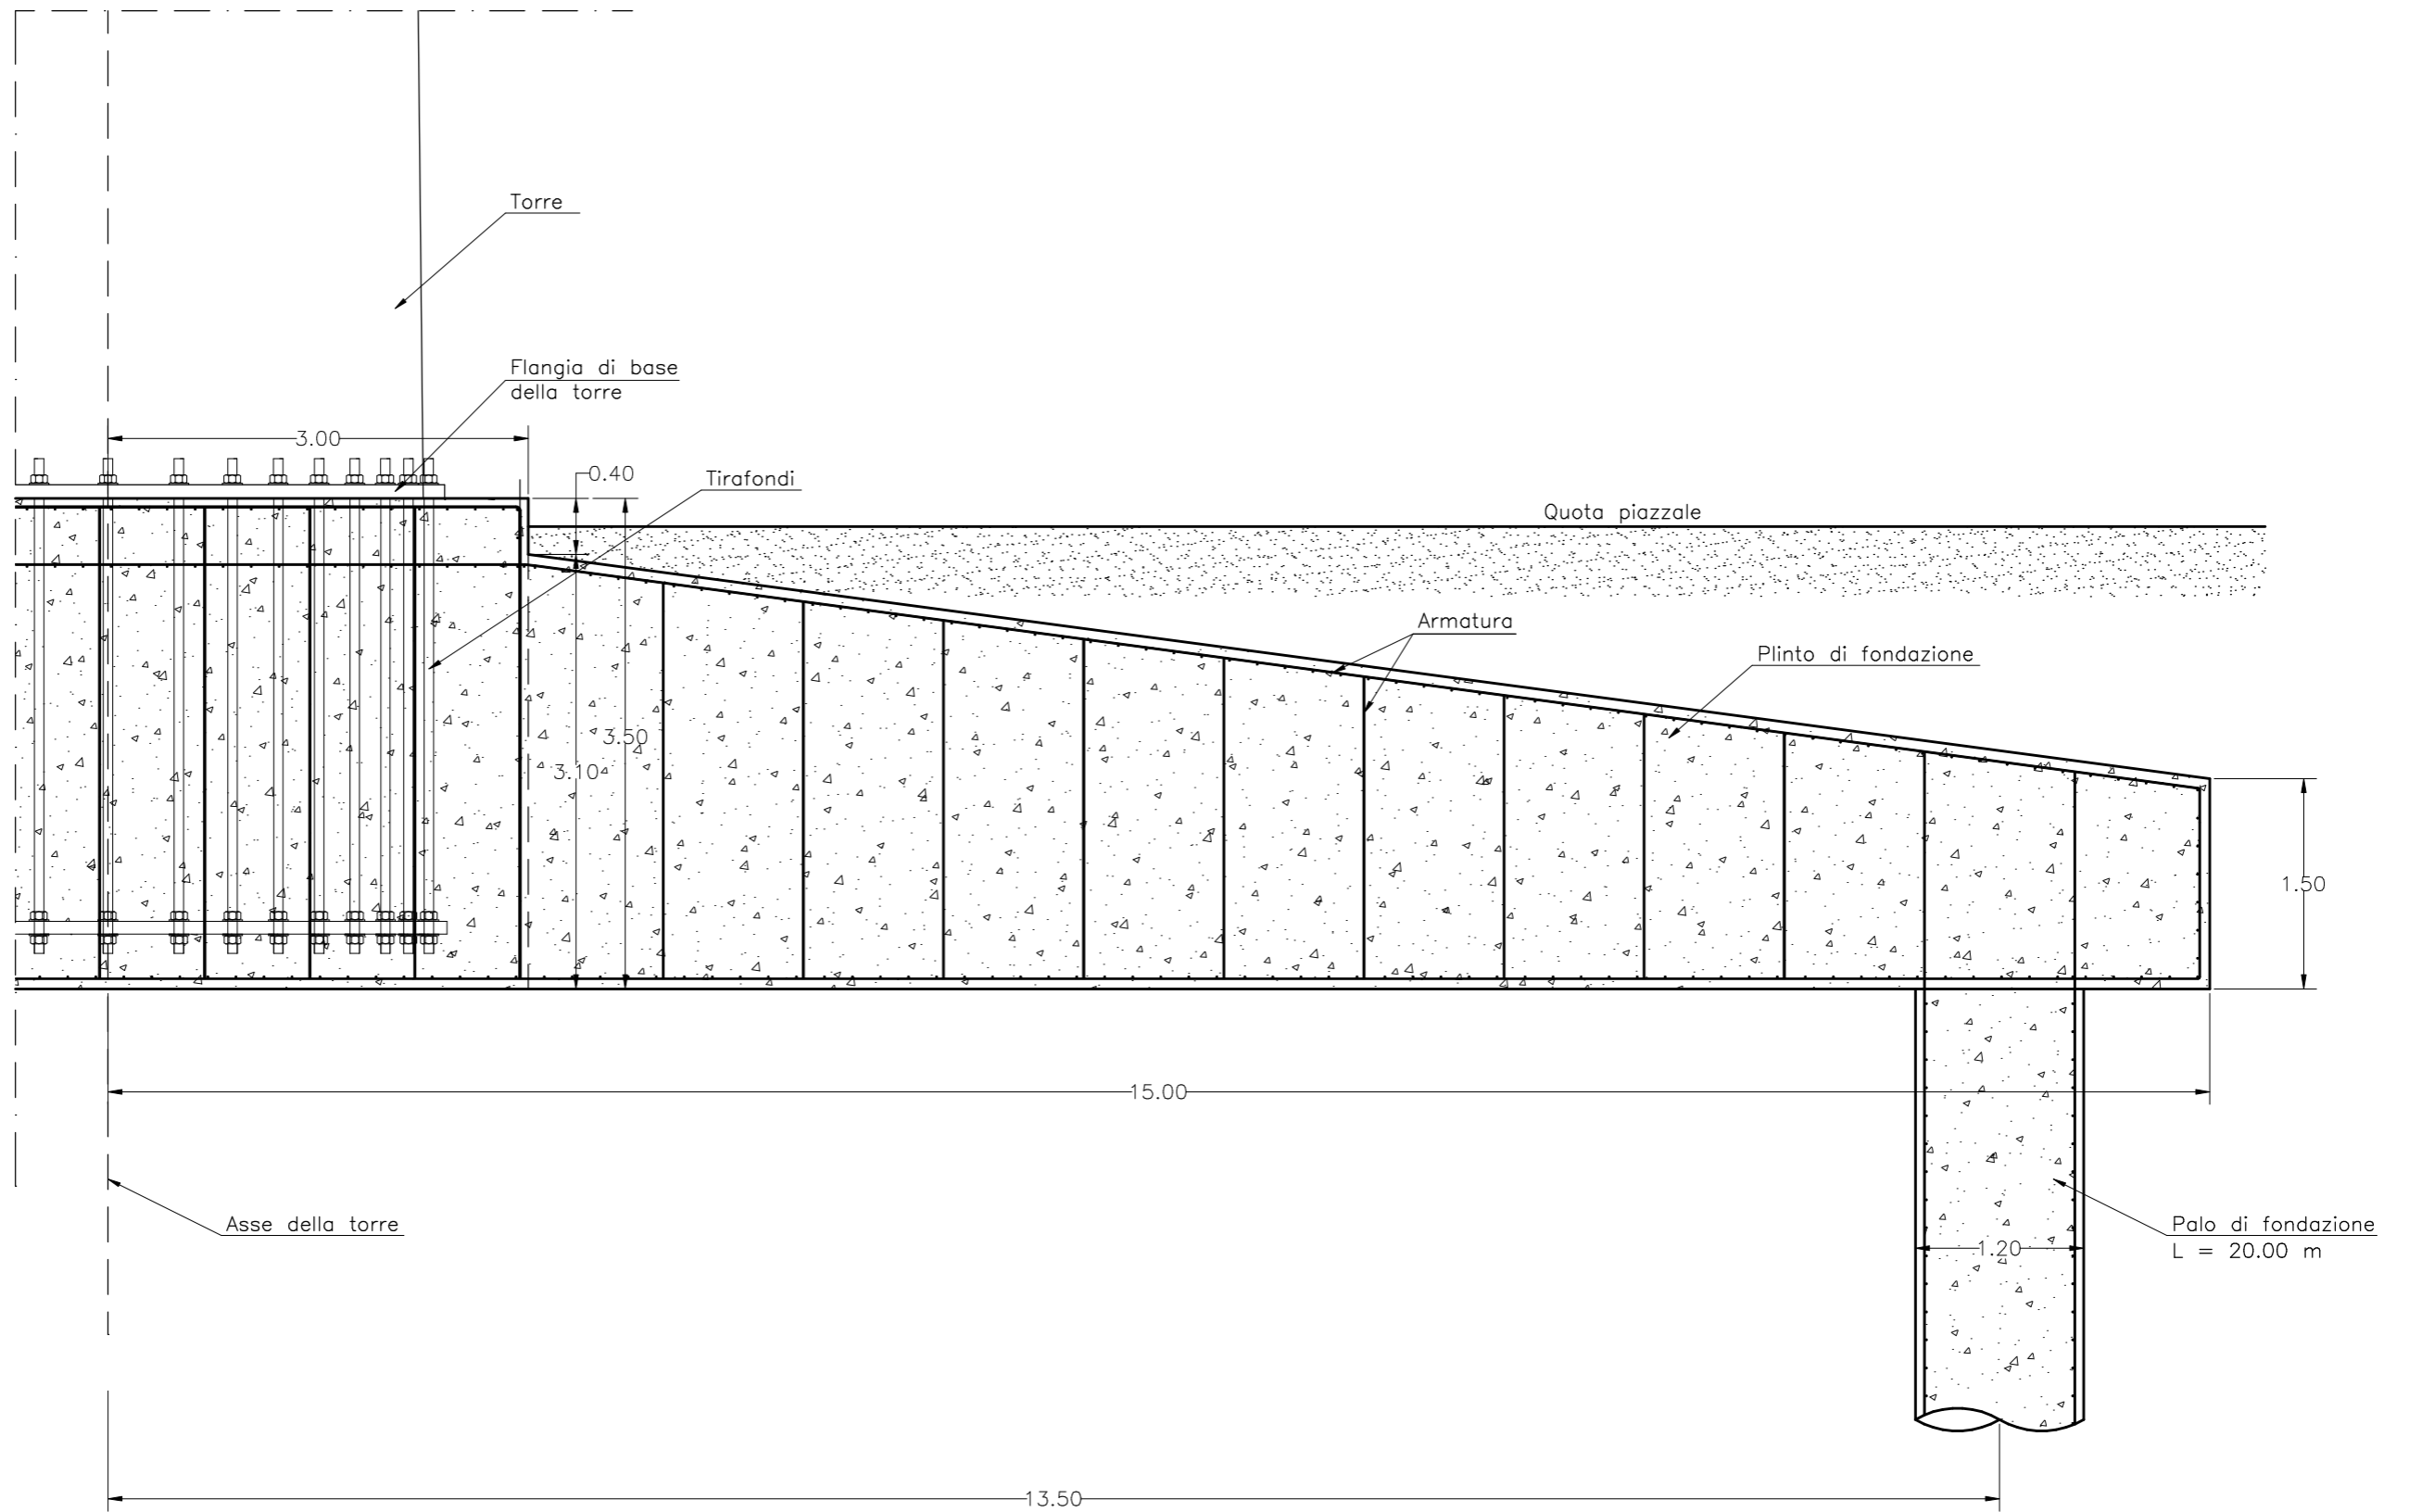 Torre
Flangia di base
della torre
3.00
0.40
Tirafondi
Quota piazzale
Armatura
Plinto di fondazione
3.50
3.10
1.50
15.00
Asse della torre
Palo di fondazione
L = 20.00 m
1.20
13.50